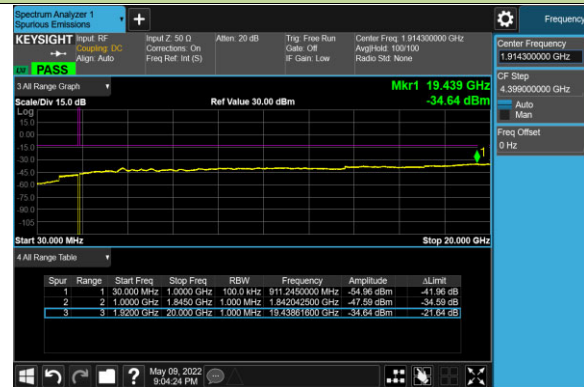 Spectrum Analyzer 1
Spurious Emissions
Frequency
KEYSIGHT Input: RF Input Z: 50 Ω Atten: 20 dB Trig: Free Run Center Freq: 1.914300000 GHz
Coupling: DC Corrections: On Gate: Off Avg|Hold: 100/100
Align: Auto Freq Ref: Int (S) IF Gain: Low Radio Std: None
PASS
Center Frequency
1.914300000 GHz
CF Step
4.399000000 GHz
Auto
Man
Freq Offset
0 Hz
3 All Range Graph
Mkr1 19.439 GHz
Scale/Div 15.0 dB Ref Value 30.00 dBm -34.64 dBm
Log
15.0
0.00
-15.0
-30.0
-45.0
-60.0
-75.0
-90.0
-105
1
Start 30.000 MHz Stop 20.000 GHz
4 All Range Table
Spur Range Start Freq Stop Freq RBW Frequency Amplitude ΔLimit
1 1 30.000 MHz 1.0000 GHz 100.0 kHz 911.2450000 MHz -54.96 dBm -41.96 dB
2 2 1.0000 GHz 1.8450 GHz 1.000 MHz 1.842042500 GHz -47.59 dBm -34.59 dB
3 3 1.9200 GHz 20.000 GHz 1.000 MHz 19.43861600 GHz -34.64 dBm -21.64 dB
May 09, 2022
9:04:24 PM